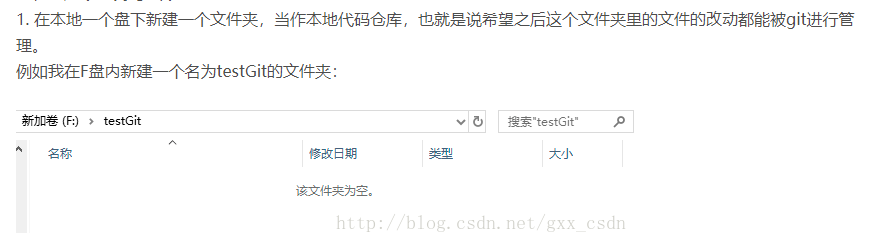 1. 在本地一个盘下新建一个文件夹，当作本地代码仓库，也就是说希望之后这个文件夹里的文件的改动都能被git进行管
理。
例如我在F盘内新建一个名为testGit的文件夹：
新加卷 (F:) › testGit 搜索"testGit"
名称 修改日期 类型 大小
该文件夹为空。
http://blog.csdn.net/gxx_csdn